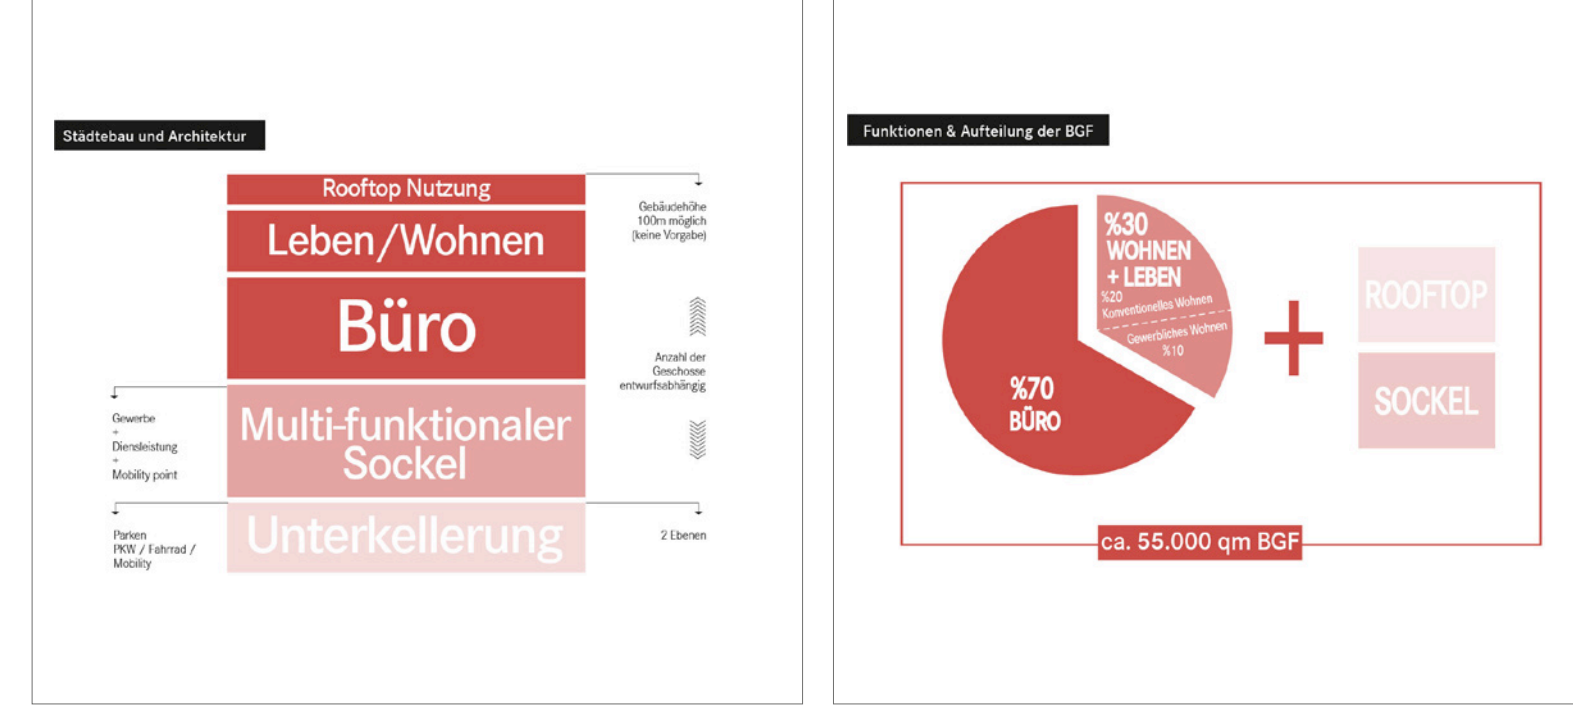 Städtebau und Architektur
Rooftop Nutzung
Leben/Wohnen
Büro
Multi-funktionaler
Sockel
Unterkellerung
Gebäudehöhe
100m möglich
(keine Vorgabe)
Anzahl der
Geschosse
entwurfsabhängig
Gewerbe
+
Diensleistung
+
Mobility point
Parken
PKW / Fahrrad /
Mobility
2 Ebenen
Funktionen & Aufteilung der BGF
%30
WOHNEN
+ LEBEN
%20
Konventionelles Wohnen
Gewerbliches Wohnen
%10
%70
BÜRO
+
ROOFTOP
SOCKEL
ca. 55.000 qm BGF